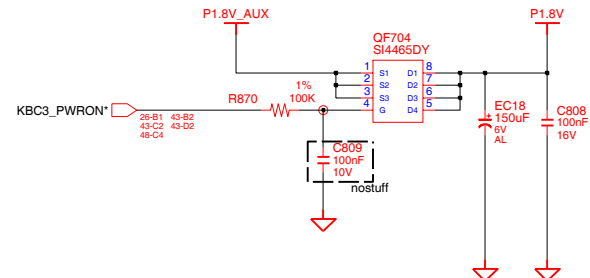 P1.8V_AUX
P1.8V
QF704
SI4465DY
1 S1 D1 8
2 S2 D2 7
3 S3 D3 6
4 G D4 5
1%
R870 100K
KBC3_PWRON*
26-B1 43-B2
43-C2 43-D2
48-C4
C809
100nF
10V
nostuff
EC18
150uF
6V
AL
C808
100nF
16V